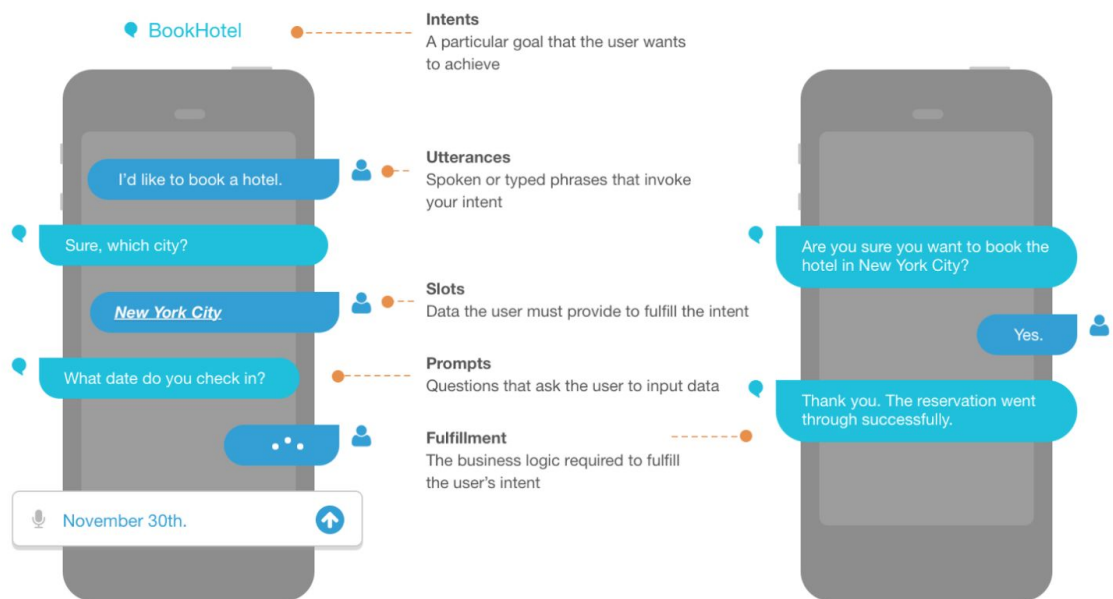 BookHotel
Intents
A particular goal that the user wants
to achieve
I'd like to book a hotel.
Utterances
Spoken or typed phrases that invoke
your intent
Sure, which city?
New York City
Slots
Data the user must provide to fulfill the intent
What date do you check in?
Prompts
Questions that ask the user to input data
Fulfillment
The business logic required to fulfill
the user's intent
November 30th.
Are you sure you want to book the
hotel in New York City?
Yes.
Thank you. The reservation went
through successfully.